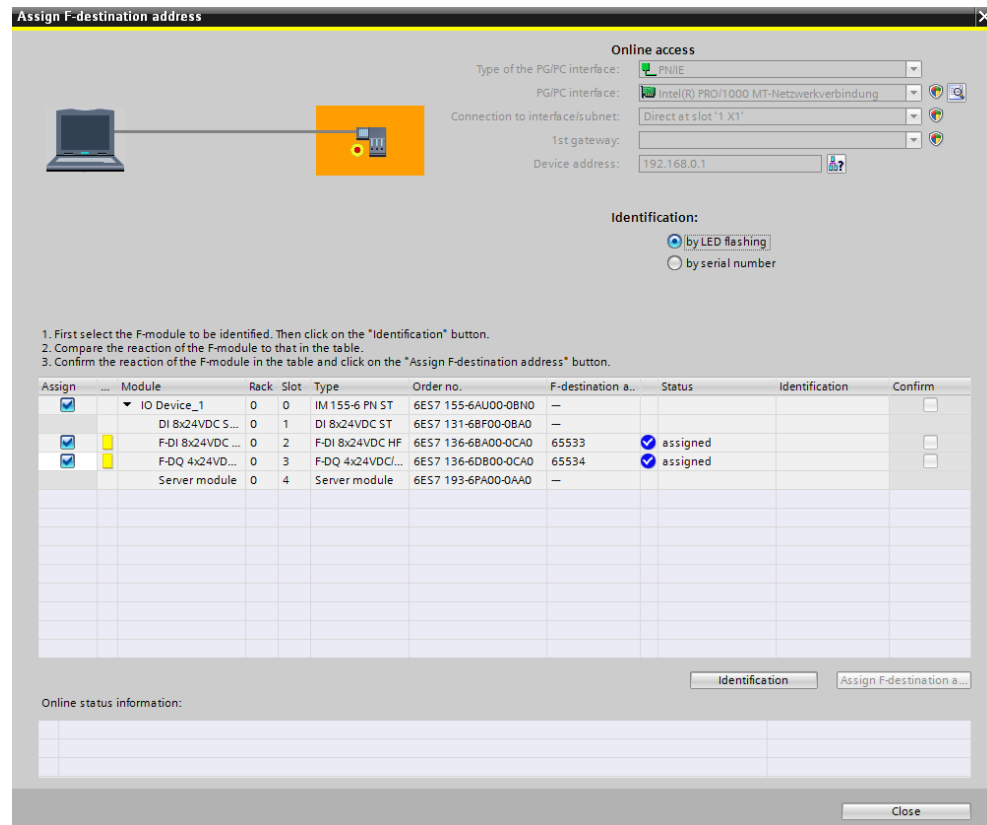 Assign F-destination address
Online access
Type of the PG/PC interface: PN/IE
PG/PC interface: Intel(R) PRO/1000 MT-Netzwerkverbindung
Connection to interface/subnet: Direct at slot '1 X1'
1st gateway:
Device address: 192.168.0.1
Identification:
by LED flashing
by serial number
1. First select the F-module to be identified. Then click on the "Identification" button.
2. Compare the reaction of the F-module to that in the table.
3. Confirm the reaction of the F-module in the table and click on the "Assign F-destination address" button.
Assign ... Module Rack Slot Type Order no. F-destination a.. Status Identification Confirm
IO Device_1 0 0 IM 155-6 PN ST 6ES7 155-6AU00-0BN0 —
DI 8x24VDC S... 0 1 DI 8x24VDC ST 6ES7 131-6BF00-0BA0 —
F-DI 8x24VDC ... 0 2 F-DI 8x24VDC HF 6ES7 136-6BA00-0CA0 65533 assigned
F-DQ 4x24VD... 0 3 F-DQ 4x24VDC/... 6ES7 136-6DB00-0CA0 65534 assigned
Server module 0 4 Server module 6ES7 193-6PA00-0AA0 —
Identification Assign F-destination a...
Online status information:
Close